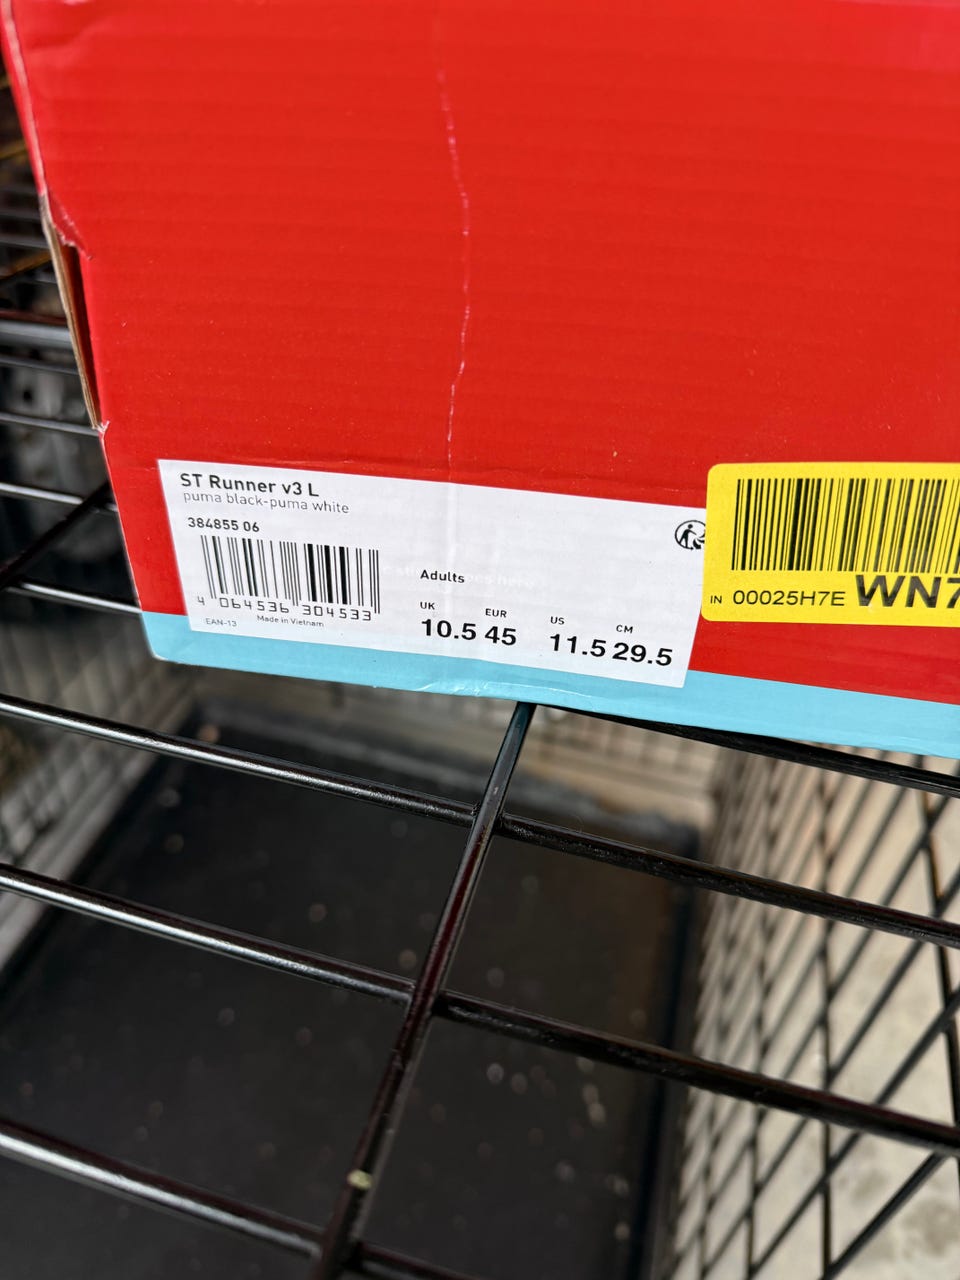 ST Runner v3 L
puma black-puma white
384855 06
4 064536 304533
EAN-13 Made in Vietnam
Adults
UK EUR US CM
10.5 45 11.5 29.5
IN 00025H7E WN7